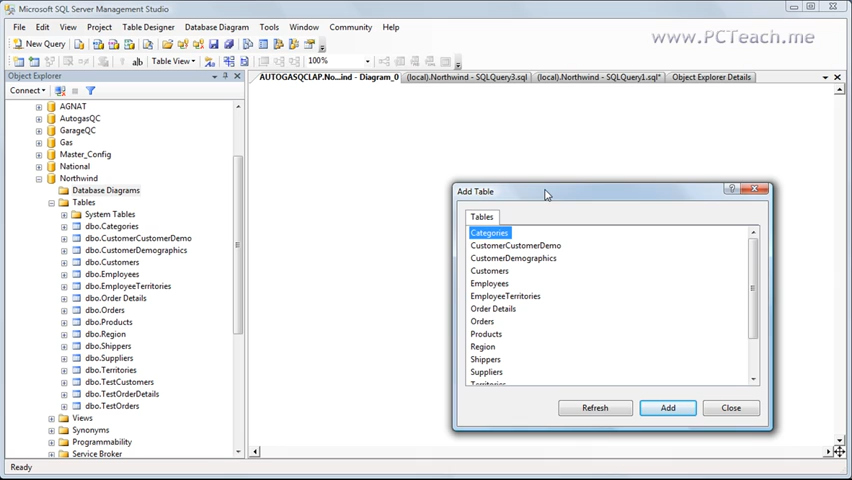 Microsoft SQL Server Management Studio
File Edit View Project Table Designer Database Diagram Tools Window Community Help
www.PCTeach.me
New Query
Table View 100%
Object Explorer
AUTOGASQCLAP.No...ind - Diagram_0 (local).Northwind - SQLQuery3.sql (local).Northwind - SQLQuery1.sql* Object Explorer Details
Connect
AGNAT
AutogasQC
GarageQC
Gas
Master_Config
National
Northwind
Database Diagrams
Tables
System Tables
dbo.Categories
dbo.CustomerCustomerDemo
dbo.CustomerDemographics
dbo.Customers
dbo.Employees
dbo.EmployeeTerritories
dbo.Order Details
dbo.Orders
dbo.Products
dbo.Region
dbo.Shippers
dbo.Suppliers
dbo.Territories
dbo.TestCustomers
dbo.TestOrderDetails
dbo.TestOrders
Views
Synonyms
Programmability
Service Broker
Add Table
Tables
Categories
CustomerCustomerDemo
CustomerDemographics
Customers
Employees
EmployeeTerritories
Order Details
Orders
Products
Region
Shippers
Suppliers
Territories
Refresh Add Close
Ready